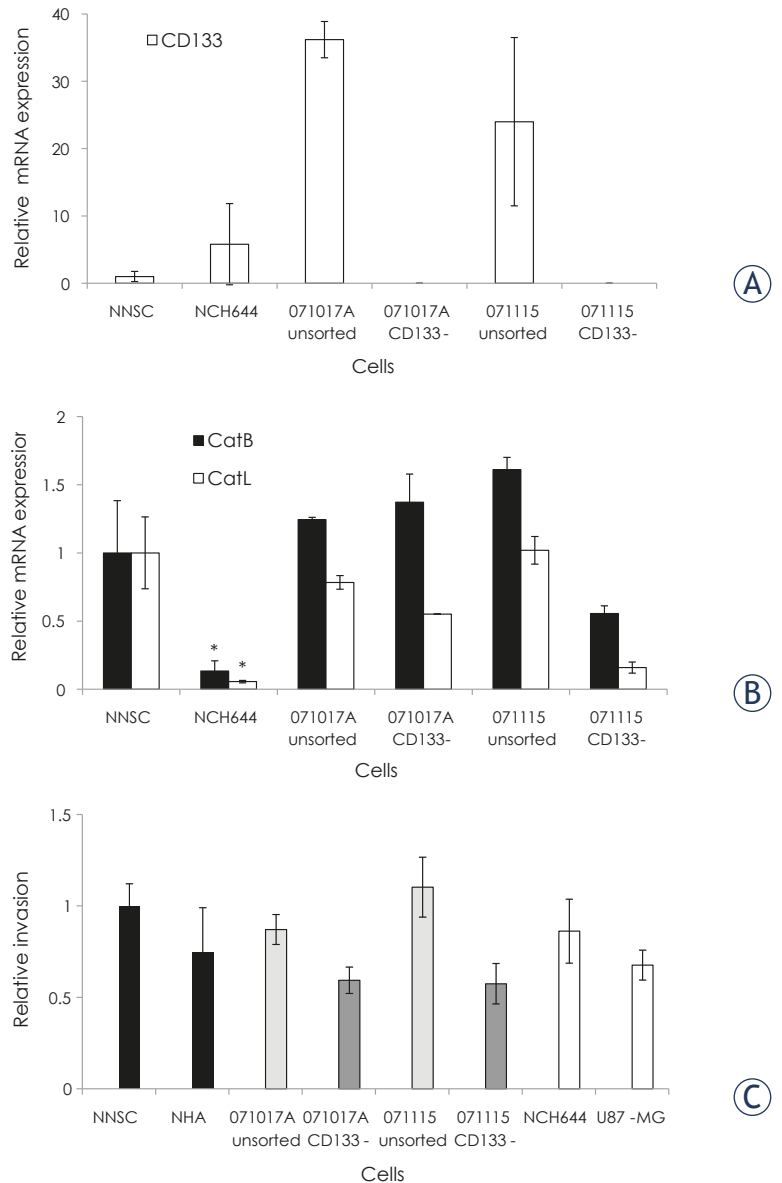 40
30
20
10
0
Relative mRNA expression
CD133
NNSC NCH644 071017A 071017A 071115 071115
unsorted CD133- unsorted CD133-
Cells
A
2
1.5
1
0.5
0
Relative mRNA expressior
CatB
CatL
* *
NNSC NCH644 071017A 071017A 071115 071115
unsorted CD133- unsorted CD133-
Cells
B
1.5
1
0.5
0
Relative invasion
NNSC NHA 071017A 071017A 071115 071115 NCH644 U87 -MG
unsorted CD133 - unsorted CD133 -
Cells
C